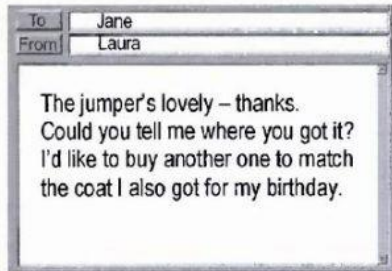 To Jane
From Laura
The jumper's lovely – thanks.
Could you tell me where you got it?
I'd like to buy another one to match
the coat I also got for my birthday.